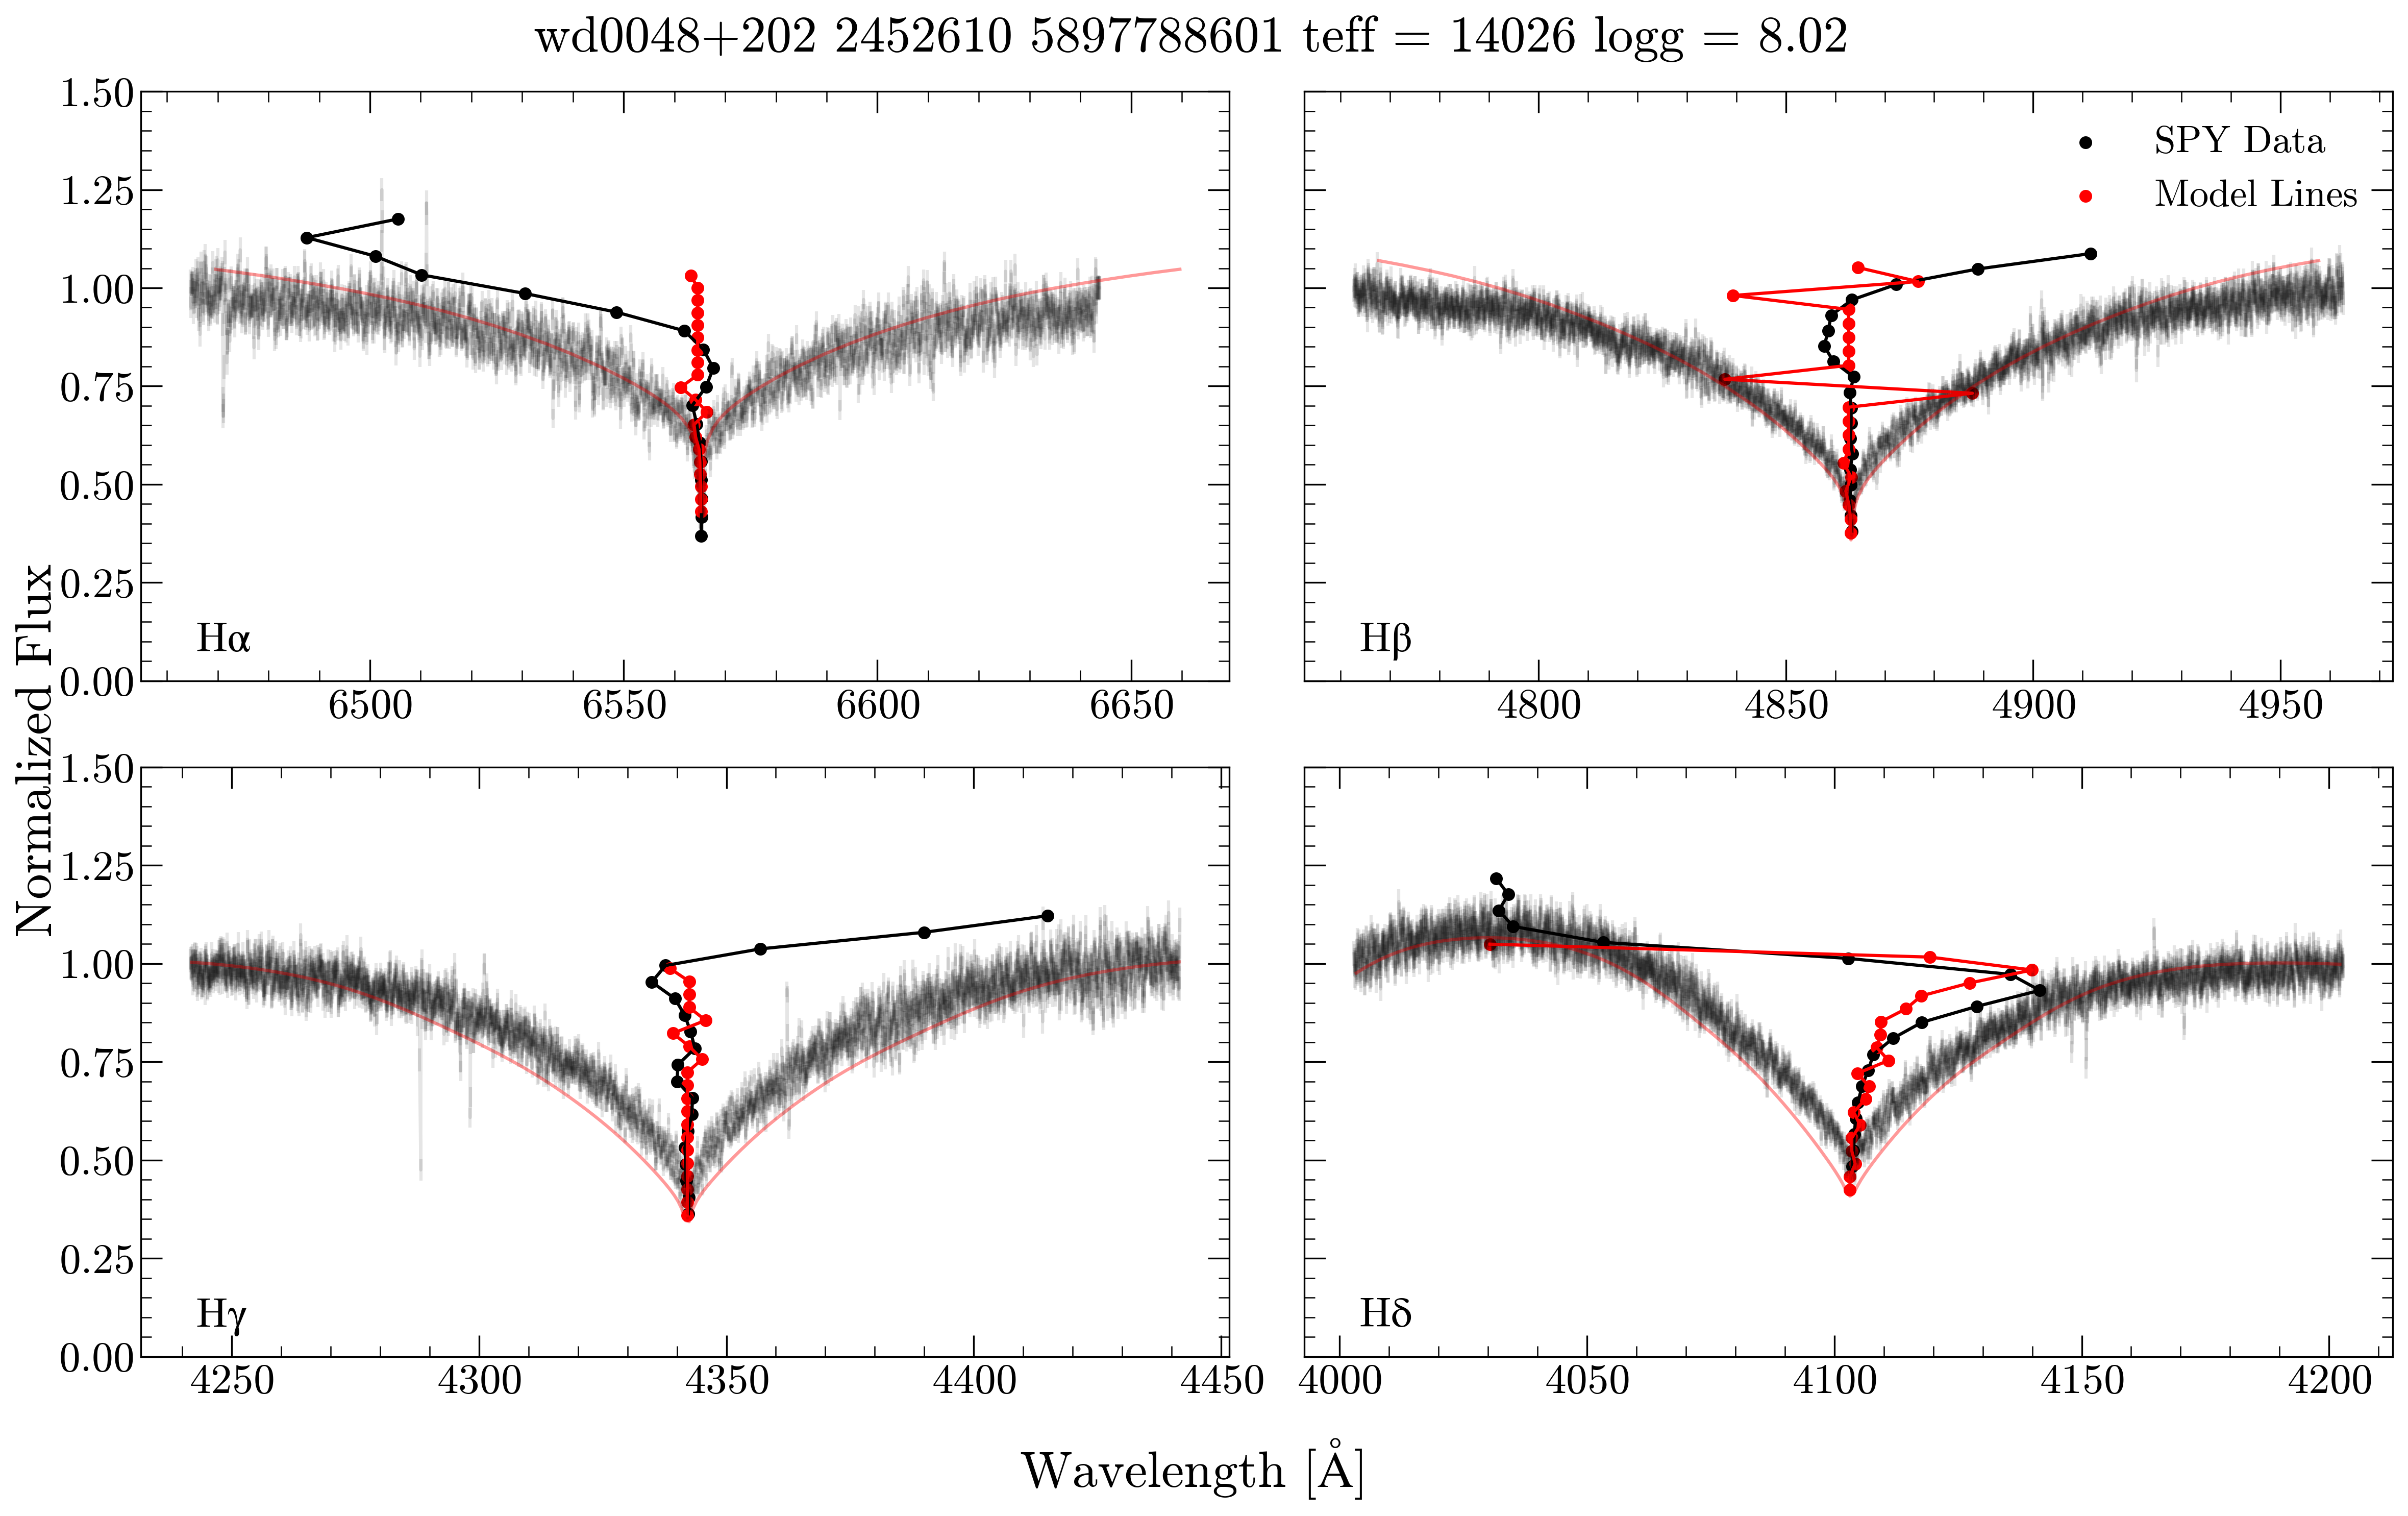 wd0048+202 2452610 5897788601 teff = 14026 logg = 8.02
1.50
1.25
1.00
0.75
0.50
0.25
0.00
Hα
6500 6550 6600 6650
SPY Data
Model Lines
Hβ
4800 4850 4900 4950
Normalized Flux
1.50
1.25
1.00
0.75
0.50
0.25
0.00
Hγ
4250 4300 4350 4400 4450
Hδ
4000 4050 4100 4150 4200
Wavelength [Å]